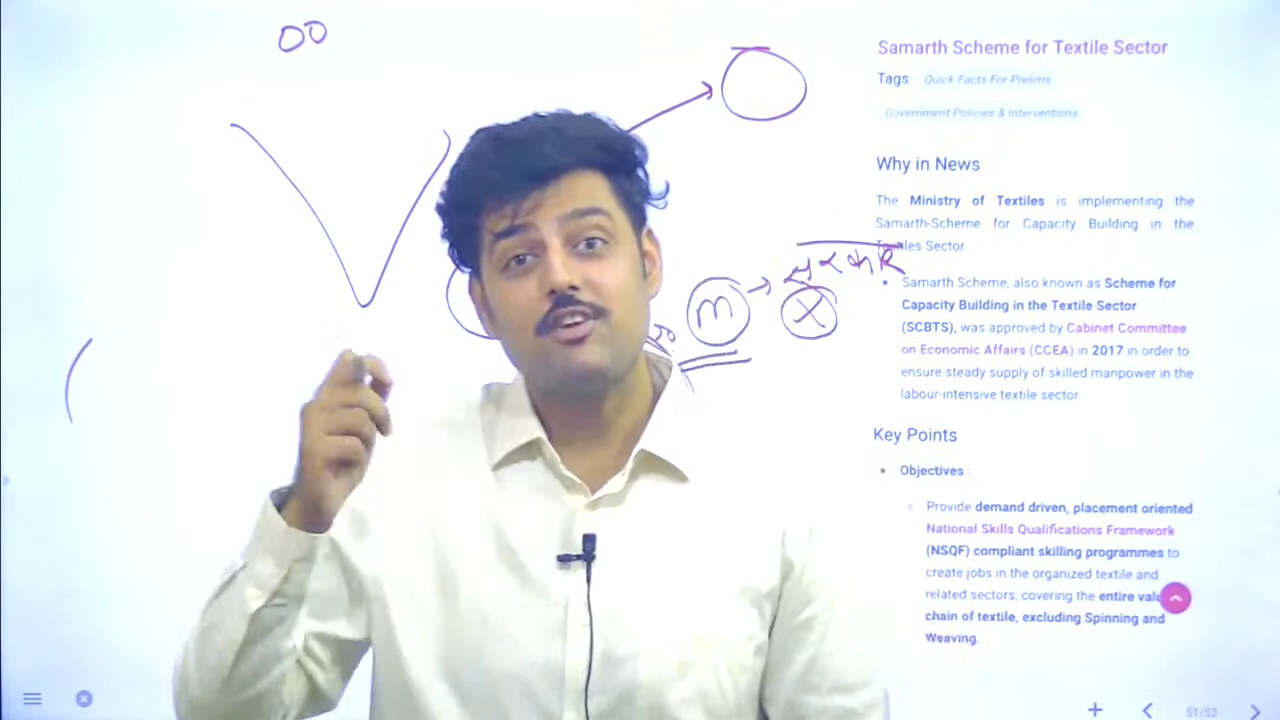 Samarth Scheme for Textile Sector
Tags: Quick Facts For Prelims
Government Policies & Interventions
Why in News
The Ministry of Textiles is implementing the
Samarth-Scheme for Capacity Building in the
Textiles Sector
Samarth Scheme, also known as Scheme for
Capacity Building in the Textile Sector
(SCBTS), was approved by Cabinet Committee
on Economic Affairs (CCEA) in 2017 in order to
ensure steady supply of skilled manpower in the
labour-intensive textile sector
Key Points
Objectives :
Provide demand driven, placement oriented
National Skills Qualifications Framework
(NSQF) compliant skilling programmes to
create jobs in the organized textile and
related sectors, covering the entire
chain of textile, excluding Spinning and
Weaving.
m
X
51/52